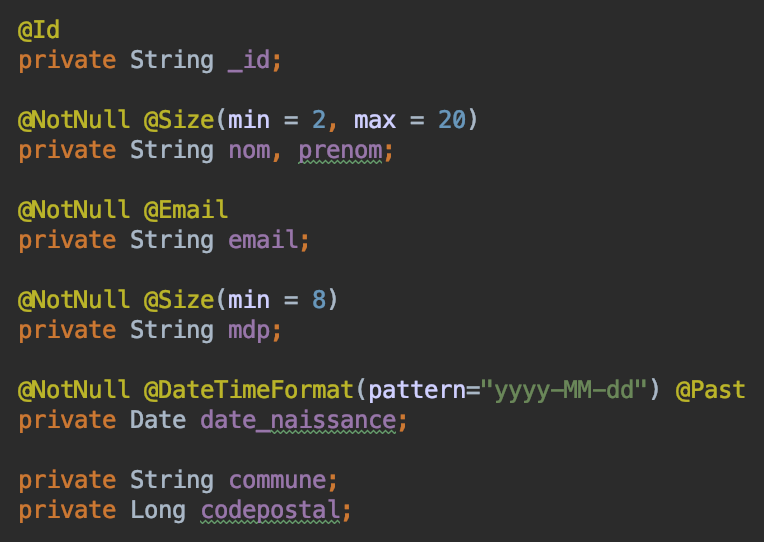 @Id
private String _id;
@NotNull @Size(min = 2, max = 20)
private String nom, prenom;
@NotNull @Email
private String email;
@NotNull @Size(min = 8)
private String mdp;
@NotNull @DateTimeFormat(pattern="yyyy-MM-dd") @Past
private Date date_naissance;
private String commune;
private Long codepostal;